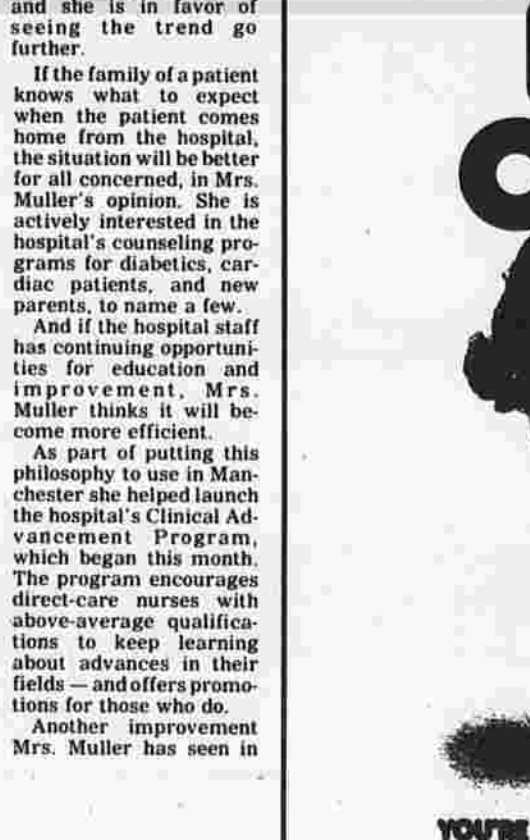 and she is in favor of
seeing the trend go
further.
If the family of a patient
knows what to expect
when the patient comes
home from the hospital,
the situation will be better
for all concerned, in Mrs.
Muller's opinion. She is
actively interested in the
hospital's counseling pro-
grams for diabetics, car-
diac patients, and new
parents, to name a few.
And if the hospital staff
has continuing opportuni-
ties for education and
improvement, Mrs.
Muller thinks it will be-
come more efficient.
As part of putting this
philosophy to use in Man-
chester she helped launch
the hospital's Clinical Ad-
vancement Program,
which began this month.
The program encourages
direct-care nurses with
above-average qualifica-
tions to keep learning
about advances in their
fields — and offers promo-
tions for those who do.
Another improvement
Mrs. Muller has seen in
YOU'RE